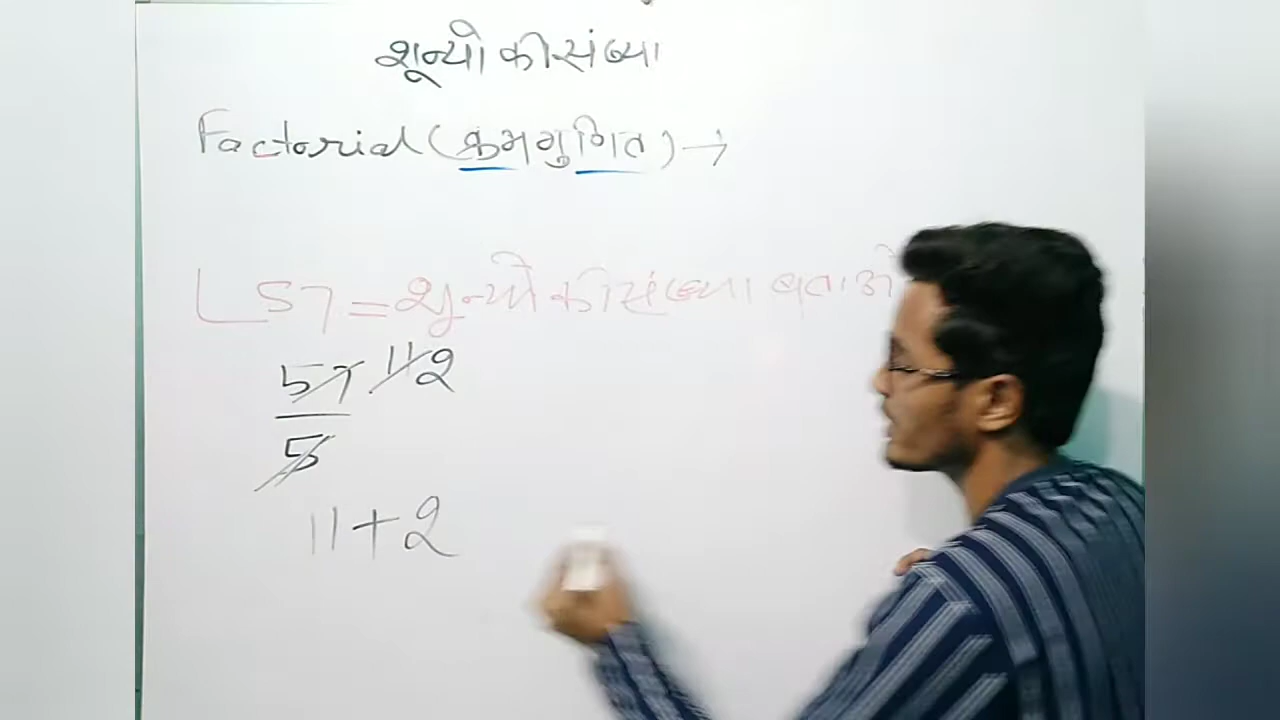 शून्यो की संख्या
Factorial (क्रमगुणित) →
∟57 = शून्यो की संख्या बताओ
57 11 2
5
11+2